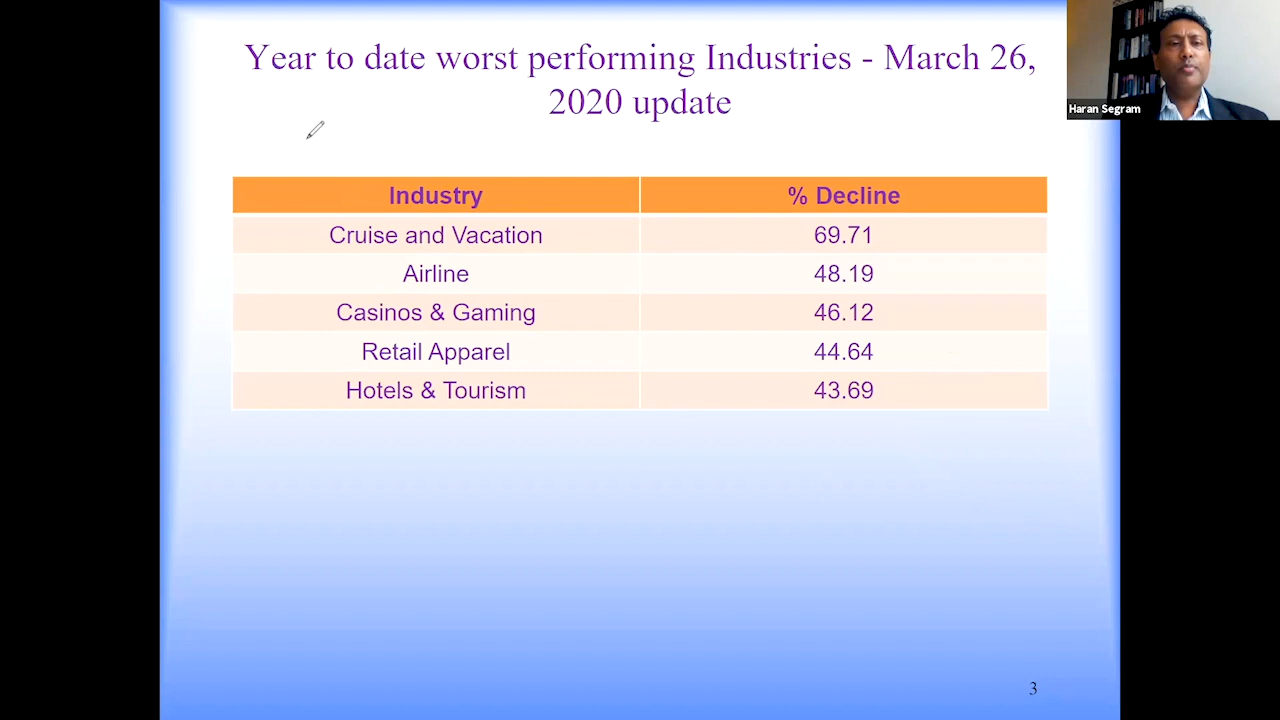 Year to date worst performing Industries - March 26,
2020 update
Haran Segram
Industry % Decline
Cruise and Vacation 69.71
Airline 48.19
Casinos & Gaming 46.12
Retail Apparel 44.64
Hotels & Tourism 43.69
3